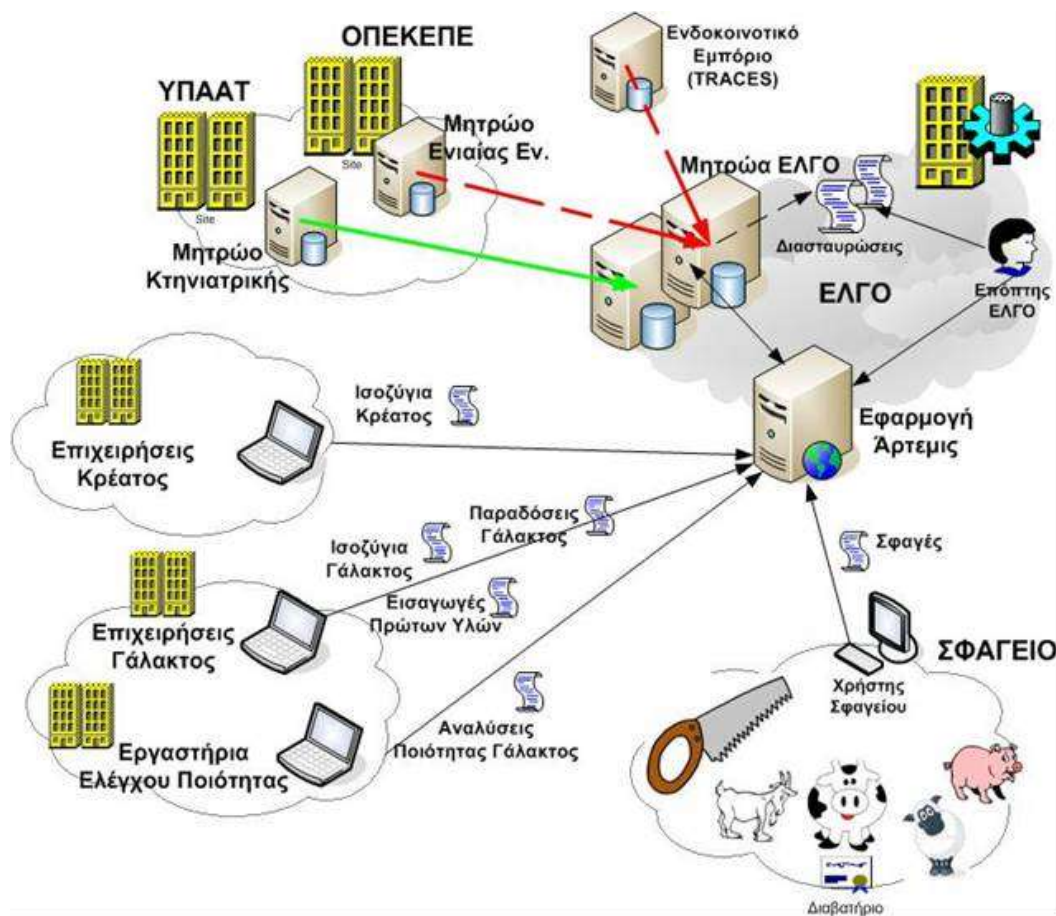 ΟΠΕΚΕΠΕ
ΥΠΑΑΤ
Ενδοκοινοτικό
Εμπόριο
(TRACES)
Μητρώο
Ενιαίας Εν.
Site
Site
Μητρώο
Κτηνιατρικής
Μητρώα ΕΛΓΟ
Διασταυρώσεις
ΕΛΓΟ
Επόπτης
ΕΛΓΟ
Ισοζύγια
Κρέατος
Επιχειρήσεις
Κρέατος
Εφαρμογή
Άρτεμις
Παραδόσεις
Γάλακτος
Ισοζύγια
Γάλακτος
Σφαγές
Εισαγωγές
Πρώτων Υλών
Επιχειρήσεις
Γάλακτος
ΣΦΑΓΕΙΟ
Χρήστης
Σφαγείου
Αναλύσεις
Ποιότητας Γάλακτος
Εργαστήρια
Ελέγχου Ποιότητας
Διαβατήριο